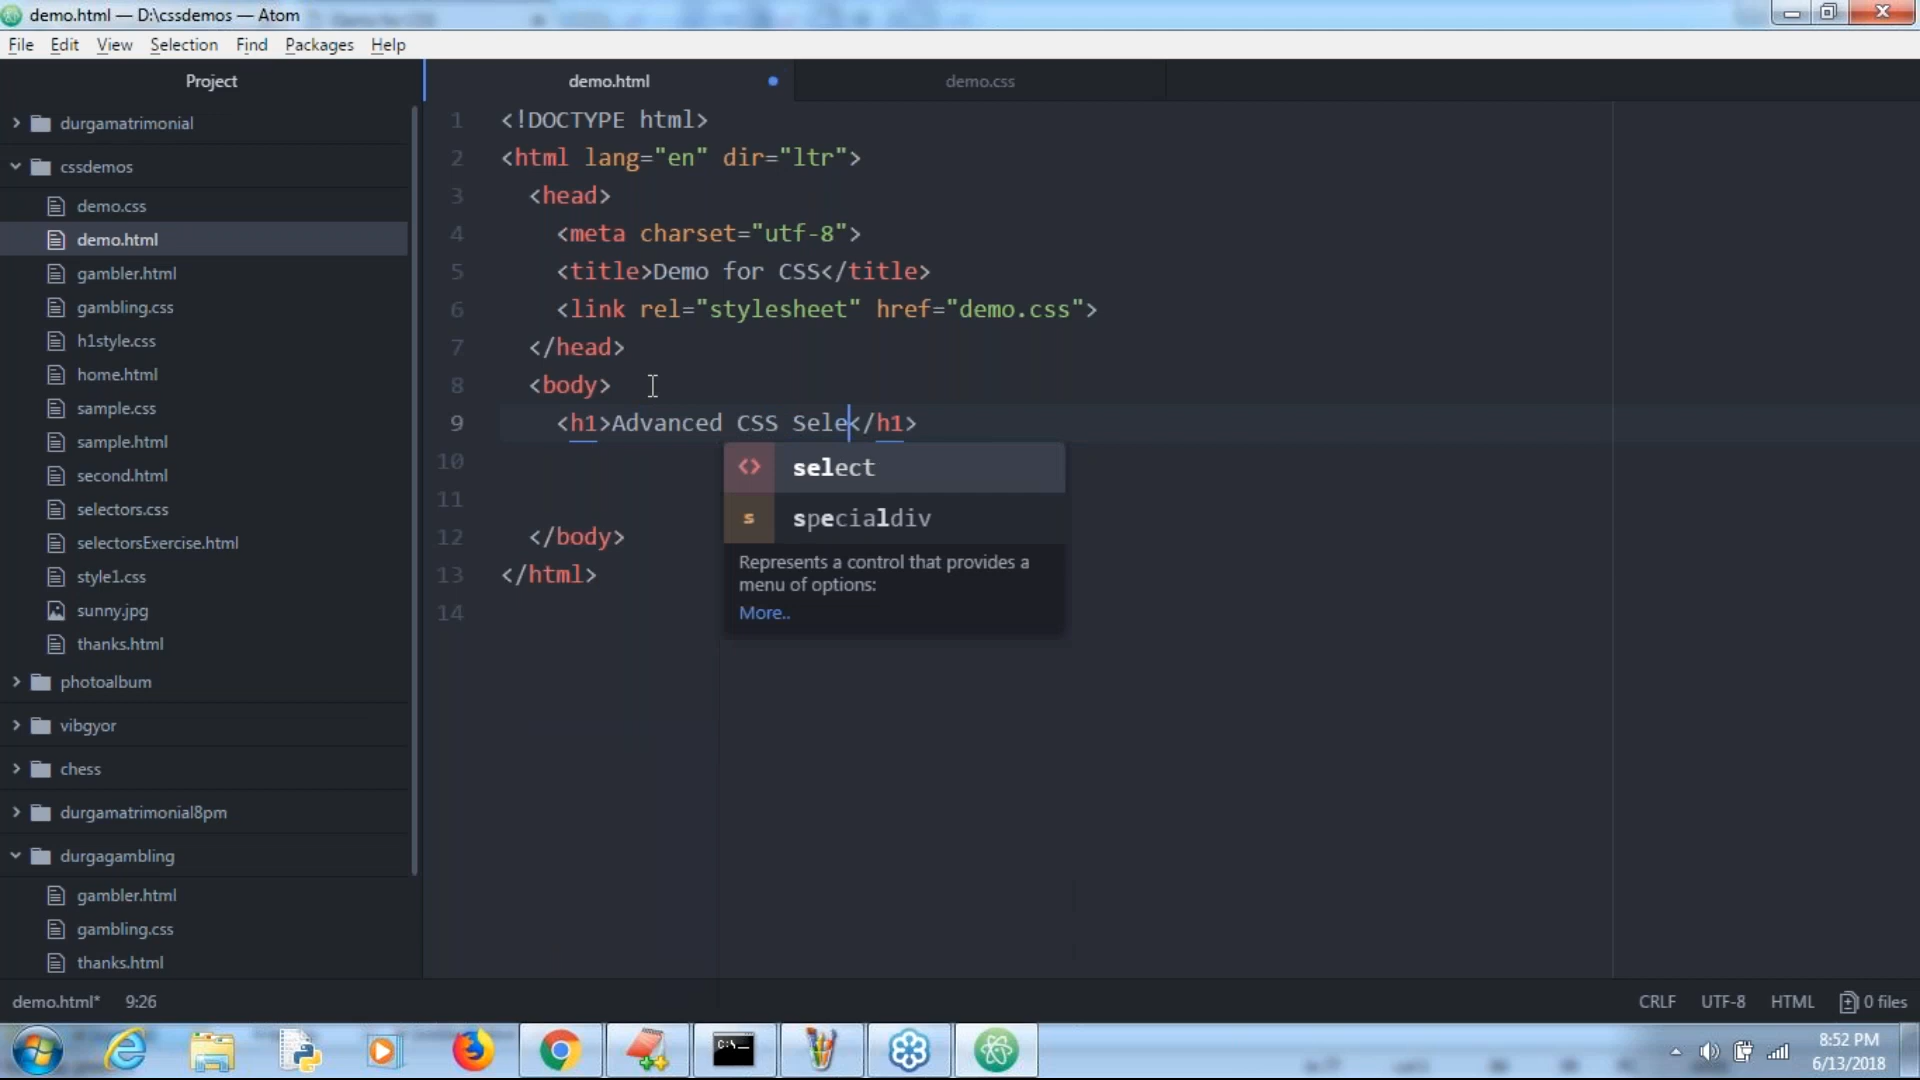 demo.html — D:\cssdemos — Atom
File Edit View Selection Find Packages Help
Project
durgamatrimonial
cssdemos
demo.css
demo.html
gambler.html
gambling.css
h1style.css
home.html
sample.css
sample.html
second.html
selectors.css
selectorsExercise.html
style1.css
sunny.jpg
thanks.html
photoalbum
vibgyor
chess
durgamatrimonial8pm
durgagambling
gambler.html
gambling.css
thanks.html
demo.html demo.css
1 <!DOCTYPE html>
2 <html lang="en" dir="ltr">
3 <head>
4 <meta charset="utf-8">
5 <title>Demo for CSS</title>
6 <link rel="stylesheet" href="demo.css">
7 </head>
8 <body>
9 <h1>Advanced CSS Sele</h1>
10
11
12 </body>
13 </html>
14
<> select
s specialdiv
Represents a control that provides a
menu of options:
More..
demo.html* 9:26 CRLF UTF-8 HTML 0 files
C:\_
8:52 PM
6/13/2018